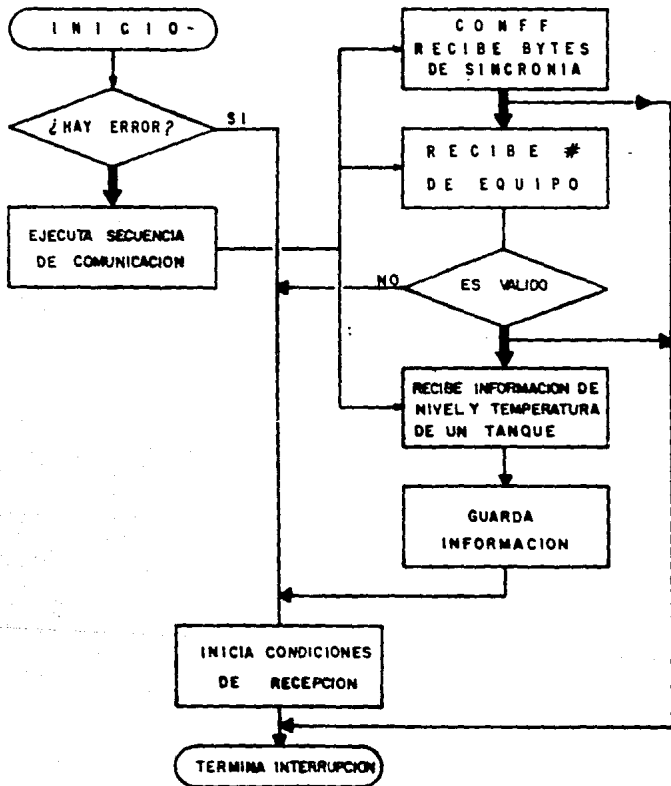 INICIO-
¿HAY ERROR?
SI
EJECUTA SECUENCIA
DE COMUNICACION
CONFF
RECIBE BYTES
DE SINCRONIA
RECIBE #
DE EQUIPO
NO
ES VALIDO
RECIBE INFORMACION DE
NIVEL Y TEMPERATURA
DE UN TANQUE
GUARDA
INFORMACION
INICIA CONDICIONES
DE RECEPCION
TERMINA INTERRUPCION